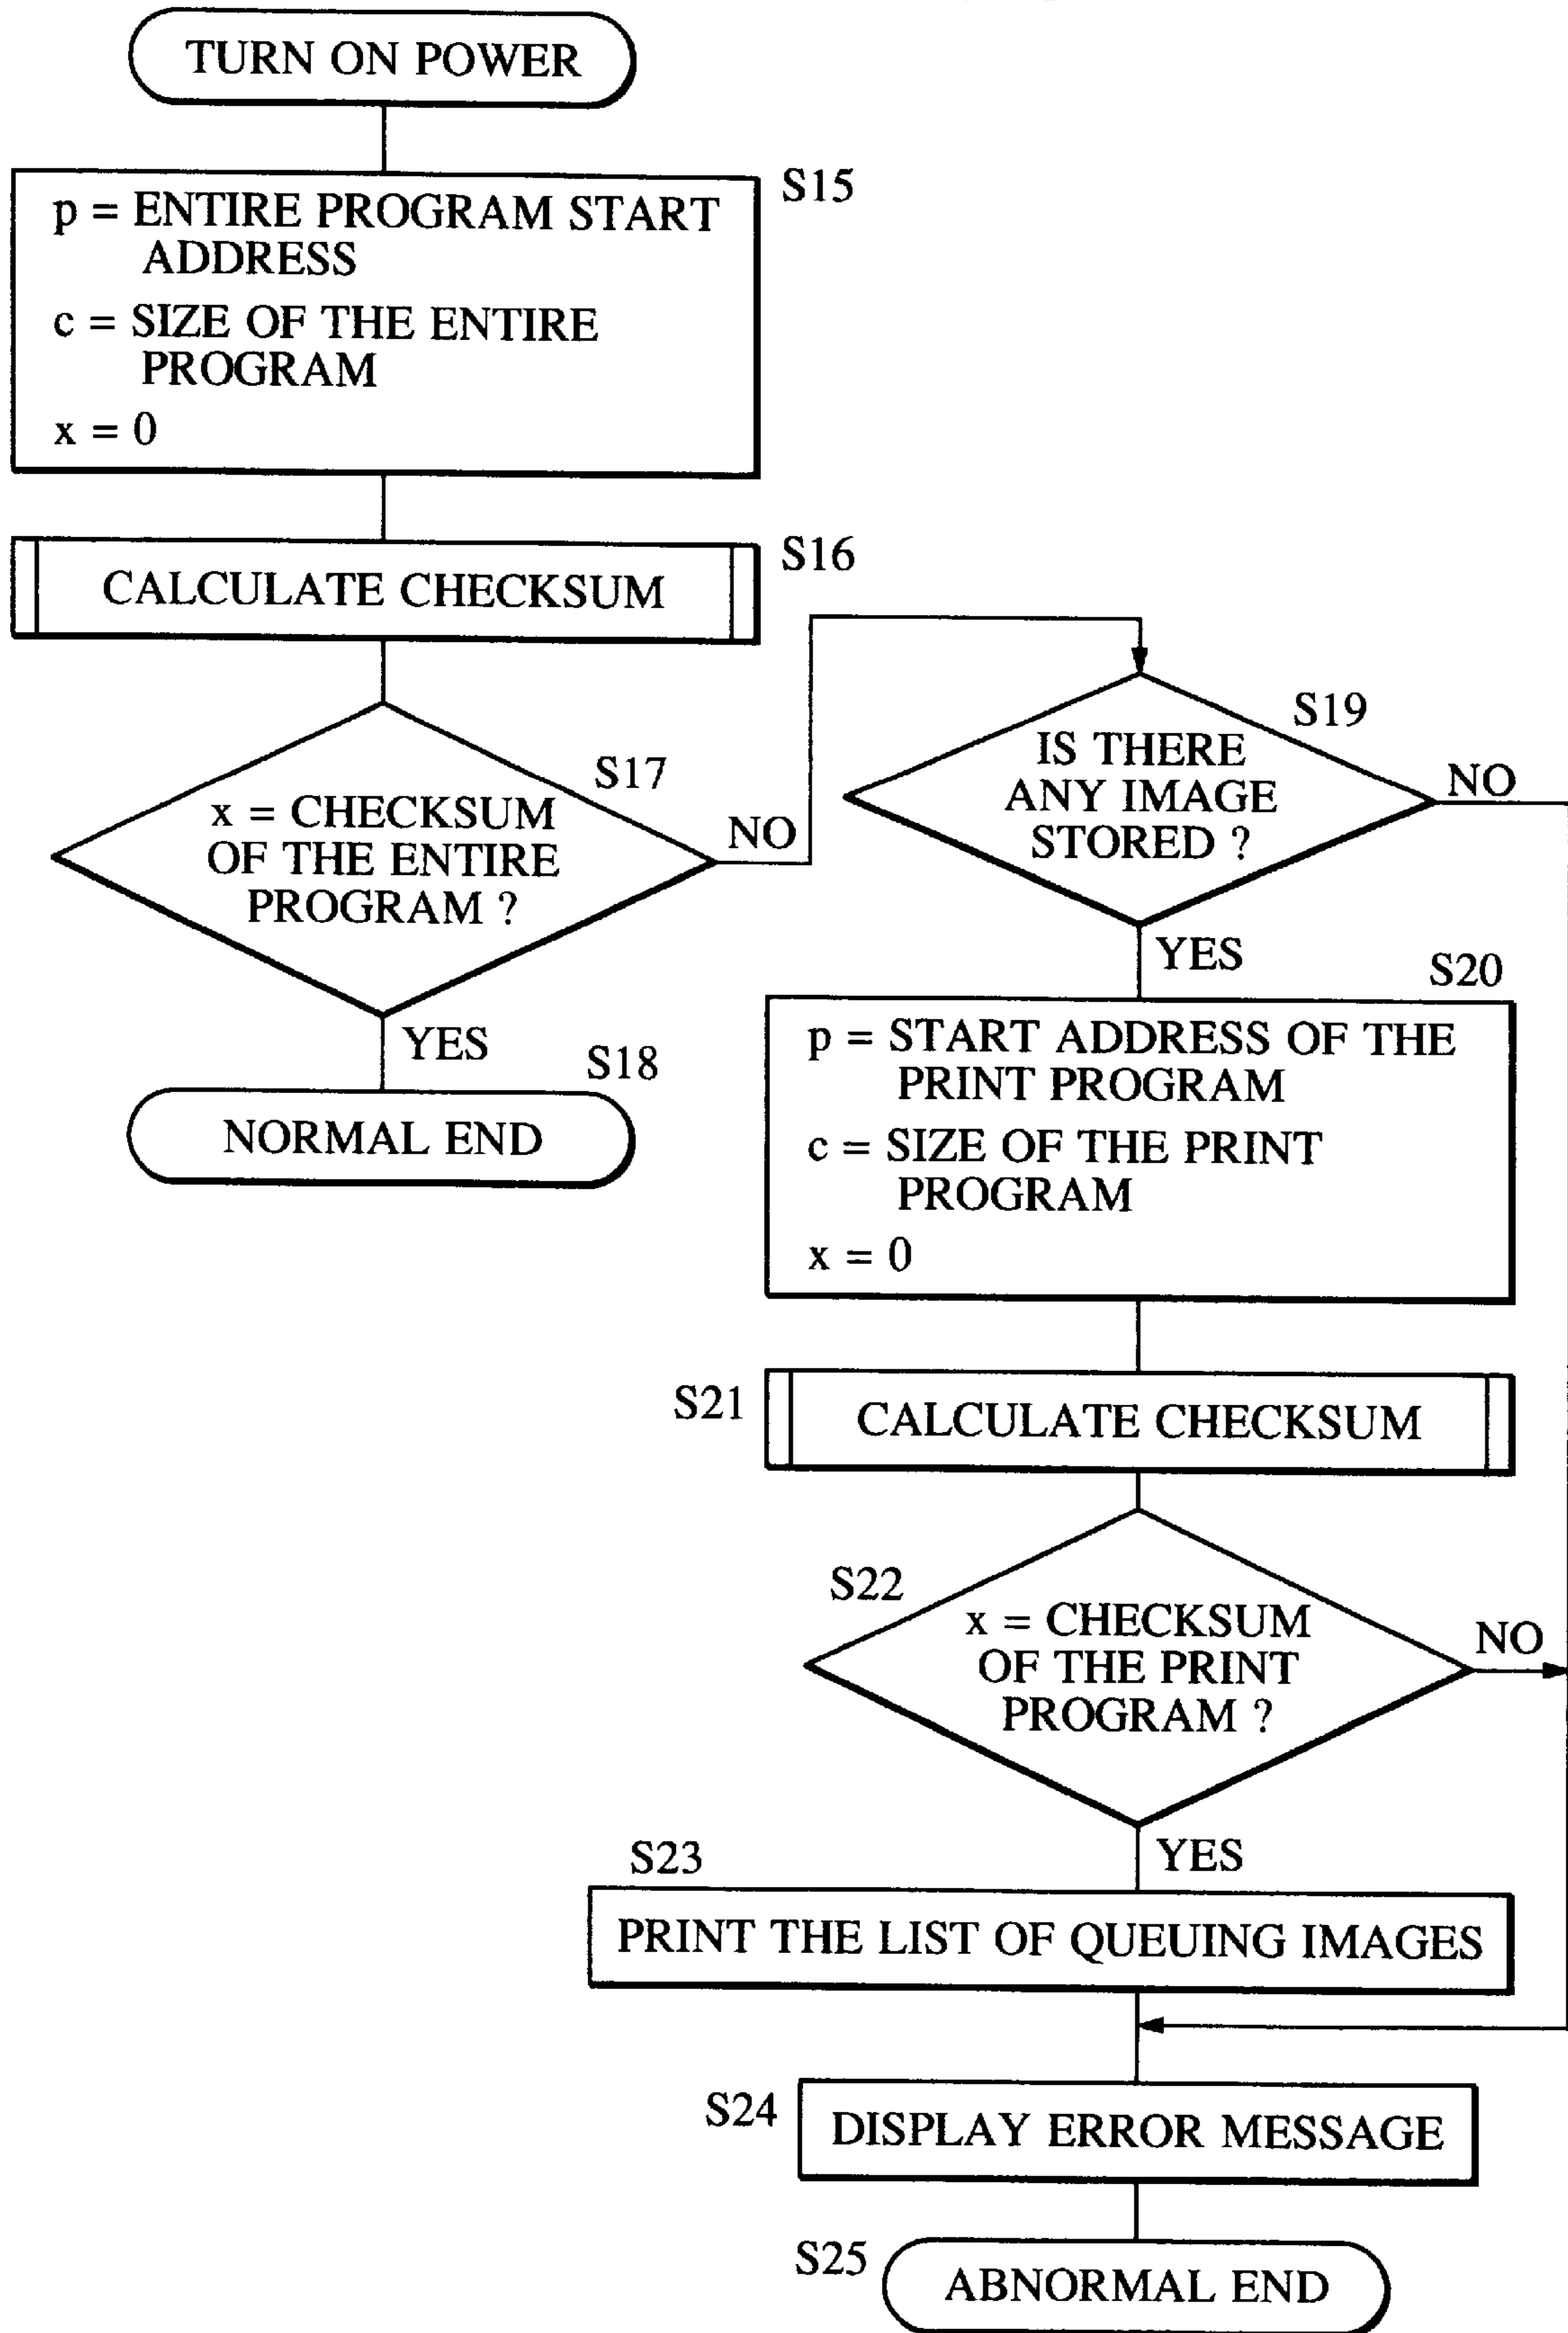 TURN ON POWER
S15
p = ENTIRE PROGRAM START
ADDRESS
c = SIZE OF THE ENTIRE
PROGRAM
x = 0
S16
CALCULATE CHECKSUM
S17
x = CHECKSUM
OF THE ENTIRE
PROGRAM ?
NO
YES
S18
NORMAL END
S19
IS THERE
ANY IMAGE
STORED ?
NO
YES
S20
p = START ADDRESS OF THE
PRINT PROGRAM
c = SIZE OF THE PRINT
PROGRAM
x = 0
S21
CALCULATE CHECKSUM
S22
x = CHECKSUM
OF THE PRINT
PROGRAM ?
NO
YES
S23
PRINT THE LIST OF QUEUING IMAGES
S24
DISPLAY ERROR MESSAGE
S25
ABNORMAL END